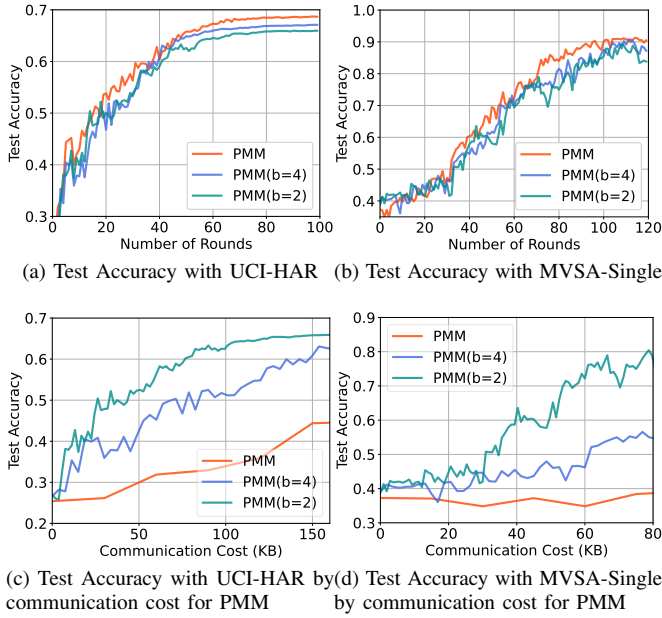 0.7
0.6
0.5
0.4
0.3
Test Accuracy
PMM
PMM(b=4)
PMM(b=2)
0 20 40 60 80 100
Number of Rounds
(a) Test Accuracy with UCI-HAR
1.0
0.9
0.8
0.7
0.6
0.5
0.4
Test Accuracy
PMM
PMM(b=4)
PMM(b=2)
0 20 40 60 80 100 120
Number of Rounds
(b) Test Accuracy with MVSA-Single
0.7
0.6
0.5
0.4
0.3
0.2
Test Accuracy
PMM
PMM(b=4)
PMM(b=2)
0 50 100 150
Communication Cost (KB)
(c) Test Accuracy with UCI-HAR by
communication cost for PMM
0.9
0.8
0.7
0.6
0.5
0.4
0.3
Test Accuracy
PMM
PMM(b=4)
PMM(b=2)
0 20 40 60 80
Communication Cost (KB)
(d) Test Accuracy with MVSA-Single
by communication cost for PMM